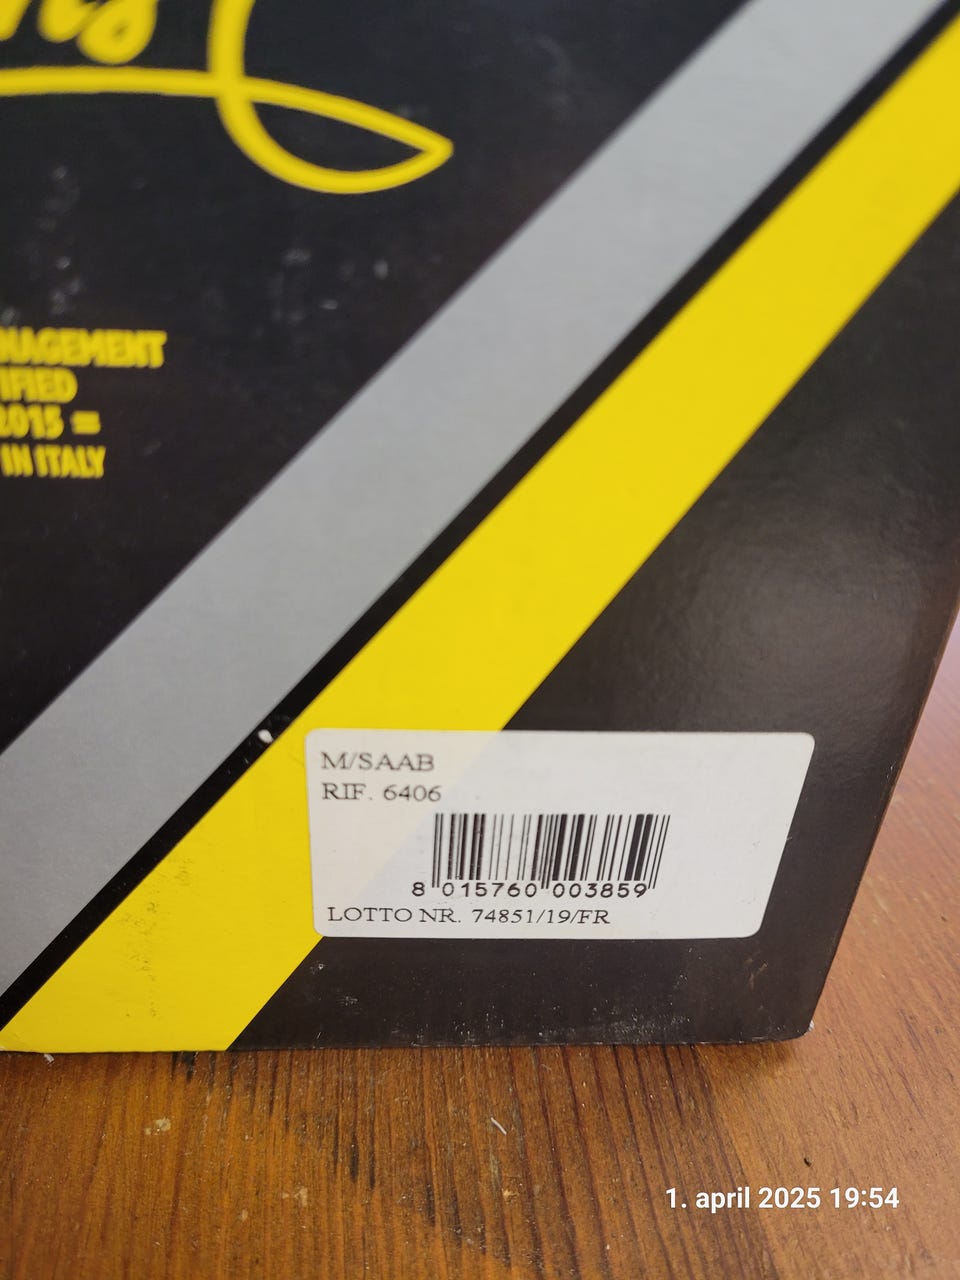 NAGEMENT
IFIED
2015 =
IN ITALY
M/SAAB
RIF. 6406
8 015760 003859
LOTTO NR. 74851/19/FR
1. april 2025 19:54